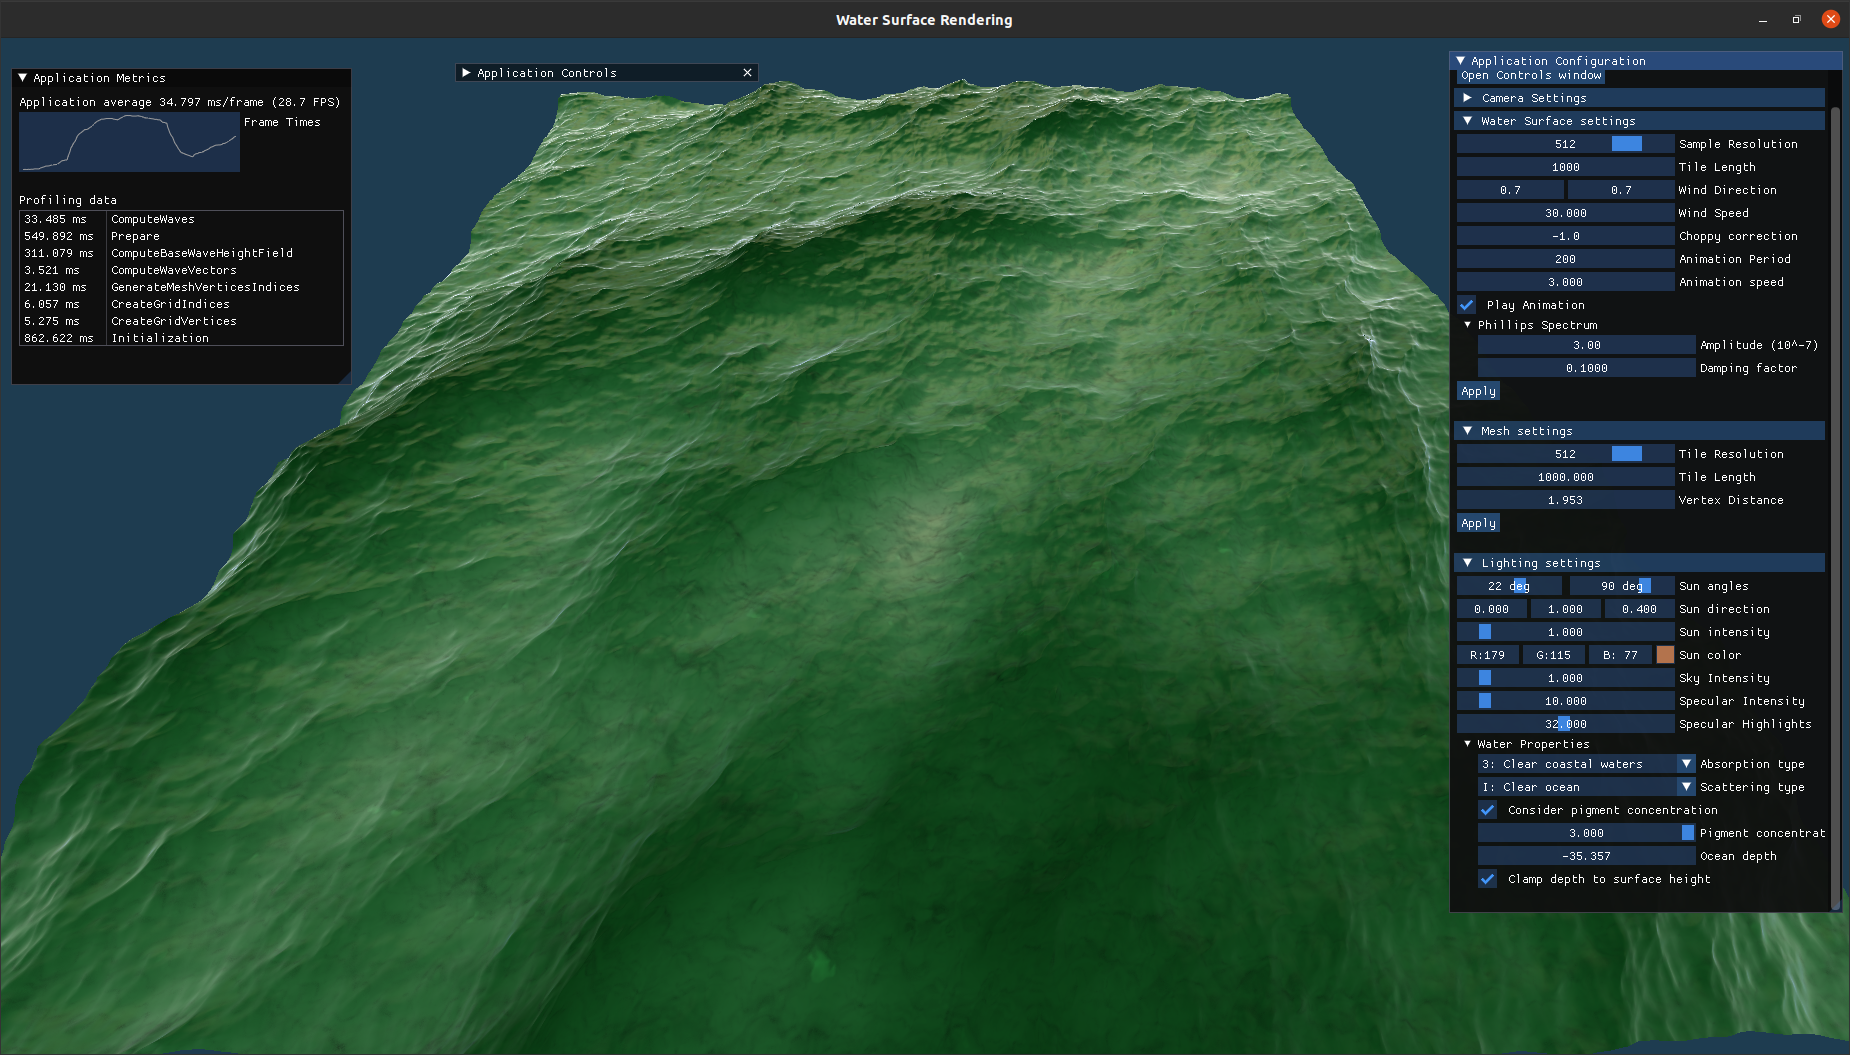 Water Surface Rendering
Application Metrics
Application average 34.797 ms/frame (28.7 FPS)
Frame Times
Profiling data
33.485 ms ComputeWaves
549.892 ms Prepare
311.079 ms ComputeBaseWaveHeightField
3.521 ms ComputeWaveVectors
21.130 ms GenerateMeshVerticesIndices
6.057 ms CreateGridIndices
5.275 ms CreateGridVertices
862.622 ms Initialization
Application Controls
Application Configuration
Open Controls window
Camera Settings
Water Surface settings
512 Sample Resolution
1000 Tile Length
0.7 0.7 Wind Direction
30.000 Wind Speed
-1.0 Choppy correction
200 Animation Period
3.000 Animation speed
Play Animation
Phillips Spectrum
3.00 Amplitude (10^-7)
0.1000 Damping factor
Apply
Mesh settings
512 Tile Resolution
1000.000 Tile Length
1.953 Vertex Distance
Apply
Lighting settings
22 deg 90 deg Sun angles
0.000 1.000 0.400 Sun direction
1.000 Sun intensity
R:179 G:115 B: 77 Sun color
1.000 Sky Intensity
10.000 Specular Intensity
32.000 Specular Highlights
Water Properties
3: Clear coastal waters Absorption type
I: Clear ocean Scattering type
Consider pigment concentration
3.000 Pigment concentrat
-35.357 Ocean depth
Clamp depth to surface height